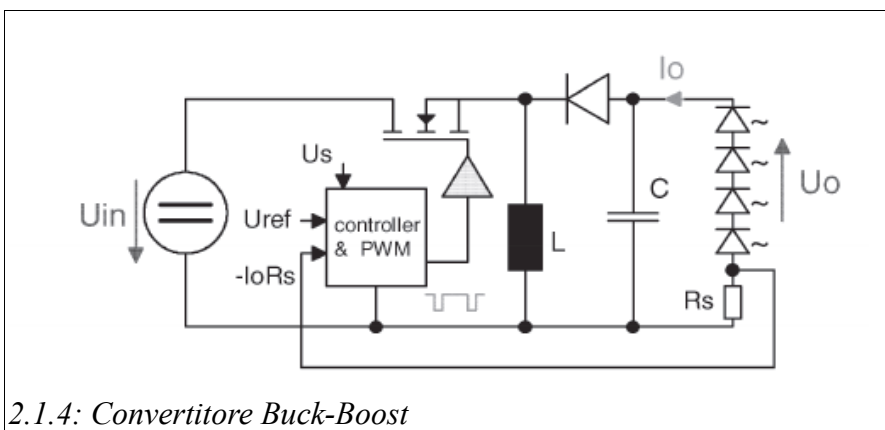 Io
Us
Uin
Uref
controller
& PWM
-IoRs
L
C
Uo
Rs
~
~
~
~
2.1.4: Convertitore Buck-Boost